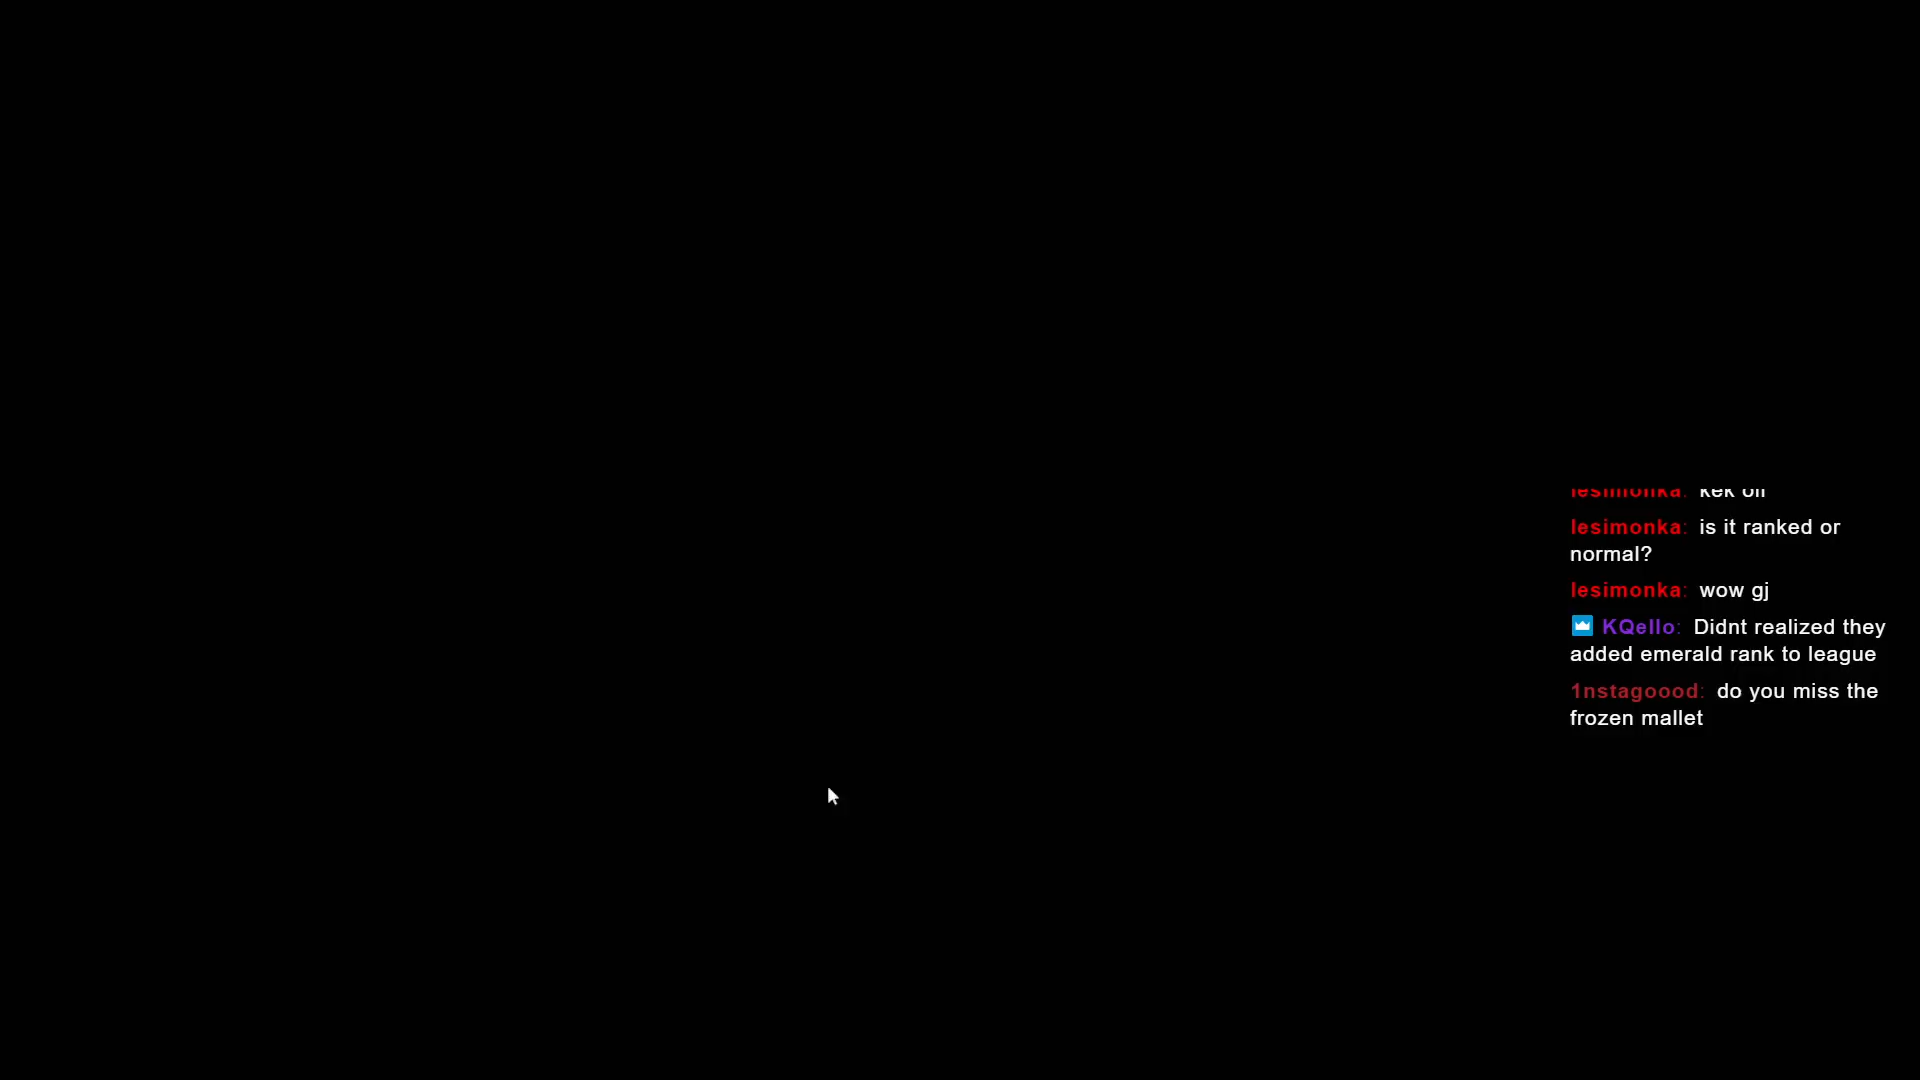 lesimonka: is it ranked or
normal?
lesimonka: wow gj
KQello: Didnt realized they
added emerald rank to league
1nstagoood: do you miss the
frozen mallet